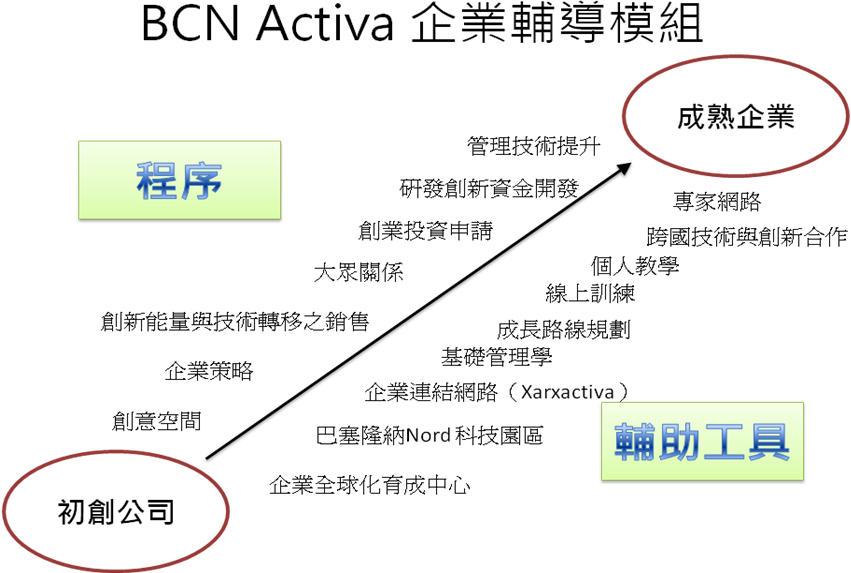 BCN Activa 企業輔導模組
成熟企業
管理技術提升
程序
研發創新資金開發
專家網路
創業投資申請
跨國技術與創新合作
個人教學
大眾關係
線上訓練
創新能量與技術轉移之銷售
成長路線規劃
基礎管理學
企業策略
企業連結網路（Xarxactiva）
創意空間
巴塞隆納Nord科技園區
輔助工具
企業全球化育成中心
初創公司